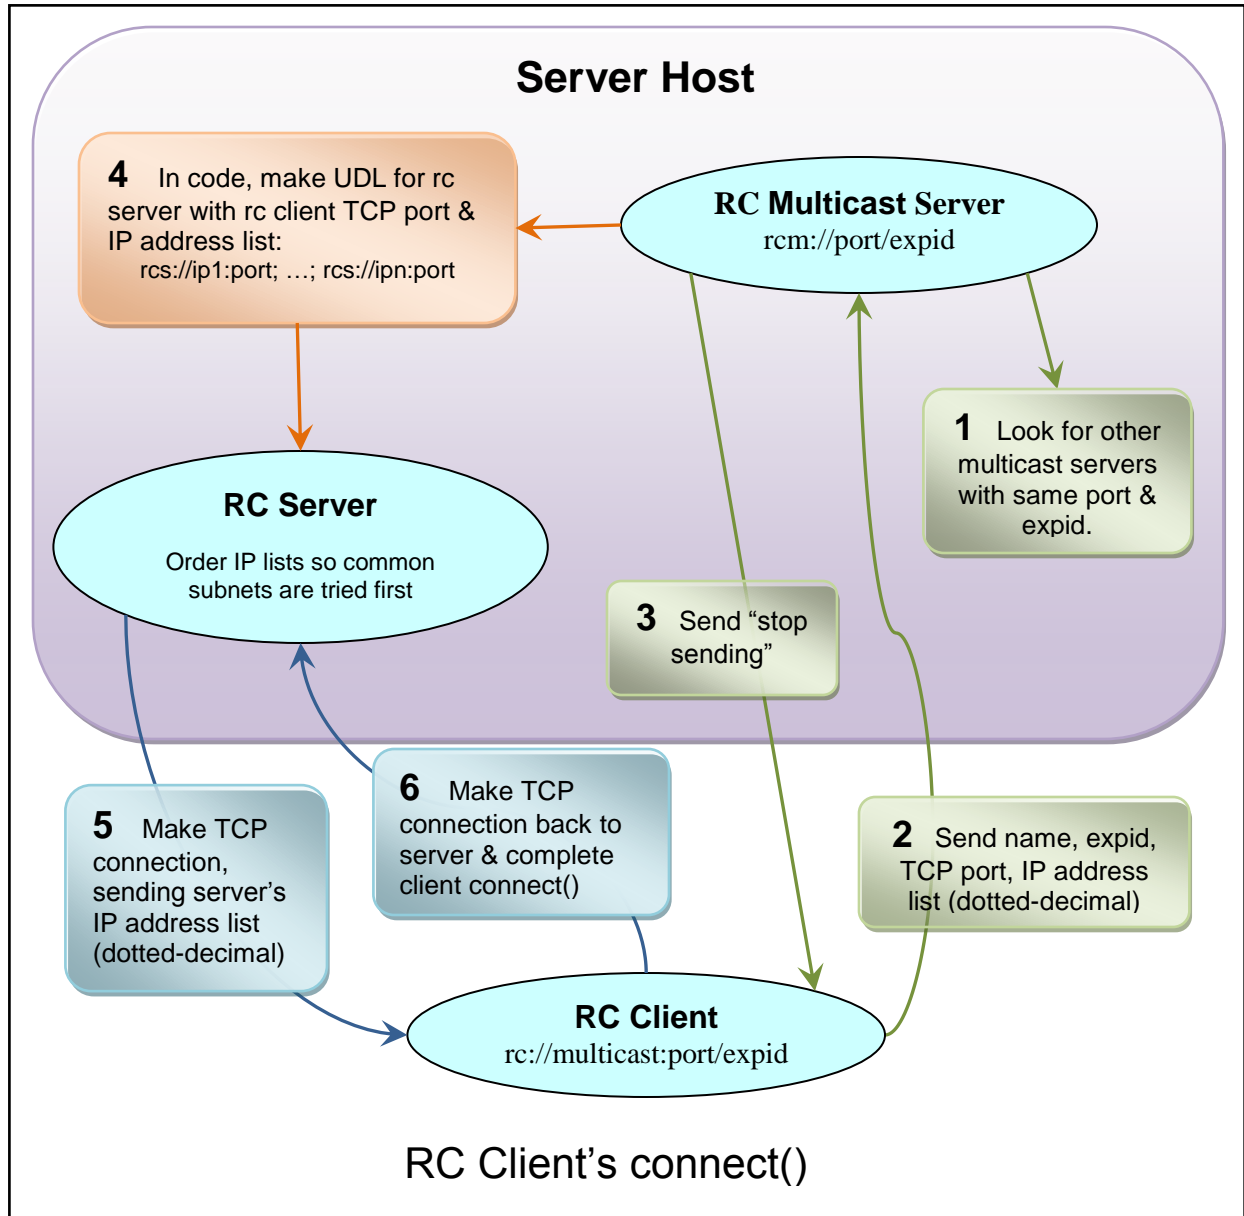 Server Host
4 In code, make UDL for rc
server with rc client TCP port &
IP address list:
rcs://ip1:port; …; rcs://ipn:port
RC Multicast Server
rcm://port/expid
1 Look for other
multicast servers
with same port &
expid.
RC Server
Order IP lists so common
subnets are tried first
3 Send “stop
sending”
5 Make TCP
connection,
sending server’s
IP address list
(dotted-decimal)
6 Make TCP
connection back to
server & complete
client connect()
2 Send name, expid,
TCP port, IP address
list (dotted-decimal)
RC Client
rc://multicast:port/expid
RC Client’s connect()